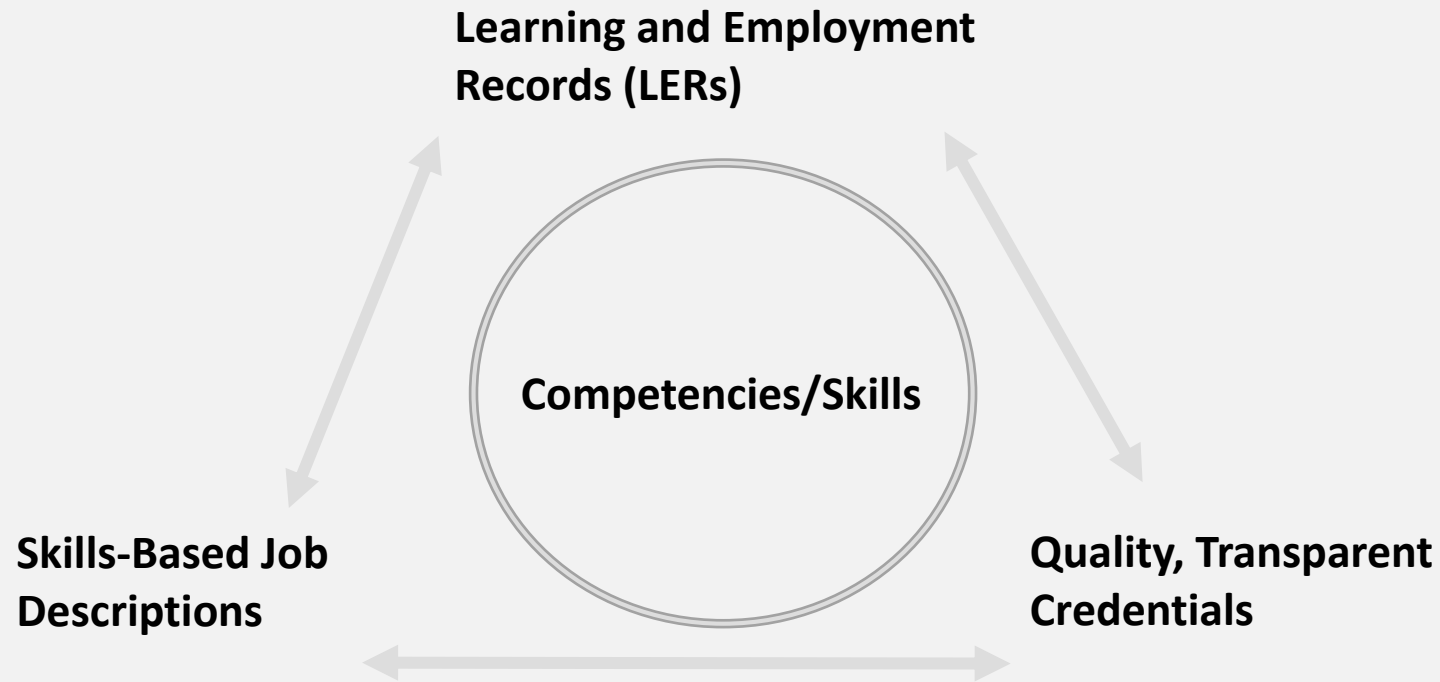 Learning and Employment
Records (LERs)
Competencies/Skills
Skills-Based Job
Descriptions
Quality, Transparent
Credentials